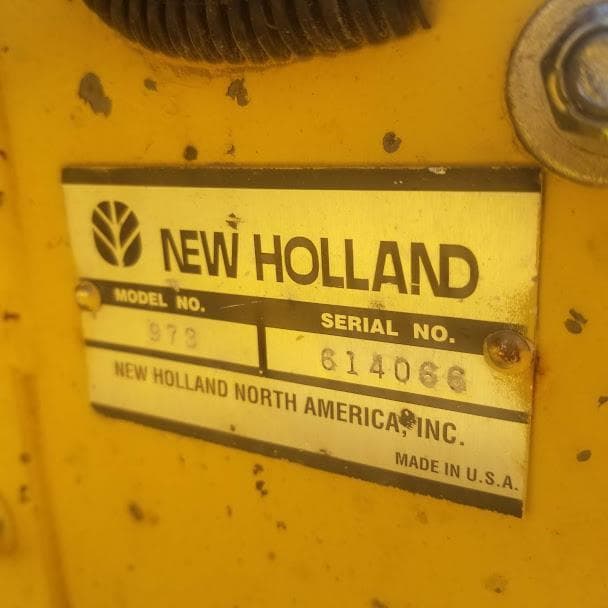 NEW HOLLAND
MODEL NO.
973
SERIAL NO.
614066
NEW HOLLAND NORTH AMERICA, INC.
MADE IN U.S.A.